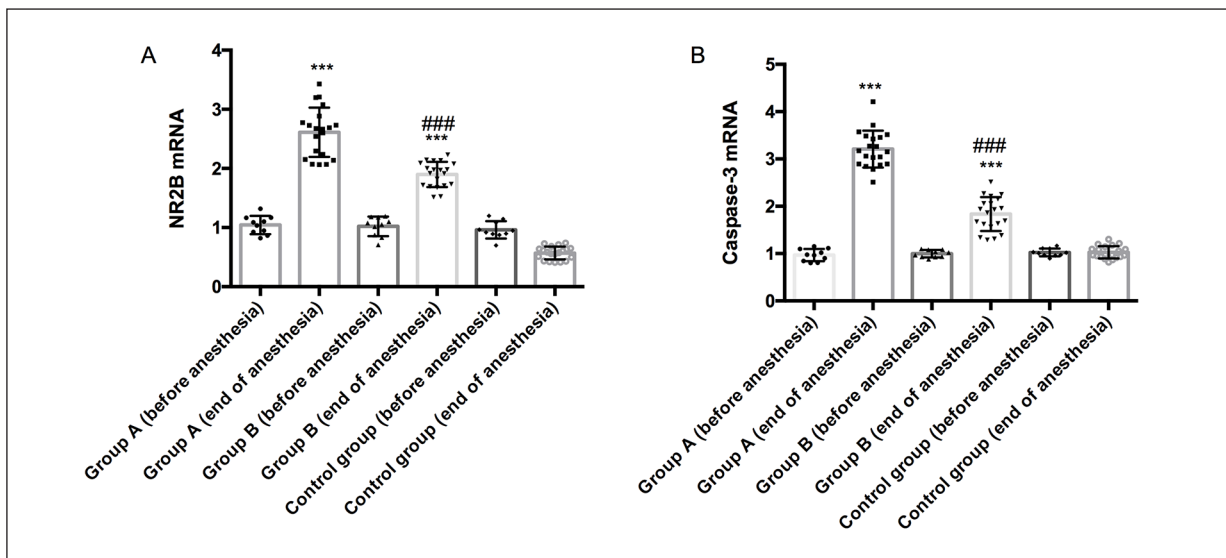 A
NR2B mRNA
4
3
2
1
0
***
###
***
Group A (before anesthesia)
Group A (end of anesthesia)
Group B (before anesthesia)
Group B (end of anesthesia)
Control group (before anesthesia)
Control group (end of anesthesia)
B
Caspase-3 mRNA
5
4
3
2
1
0
***
###
***
Group A (before anesthesia)
Group A (end of anesthesia)
Group B (before anesthesia)
Group B (end of anesthesia)
Control group (before anesthesia)
Control group (end of anesthesia)